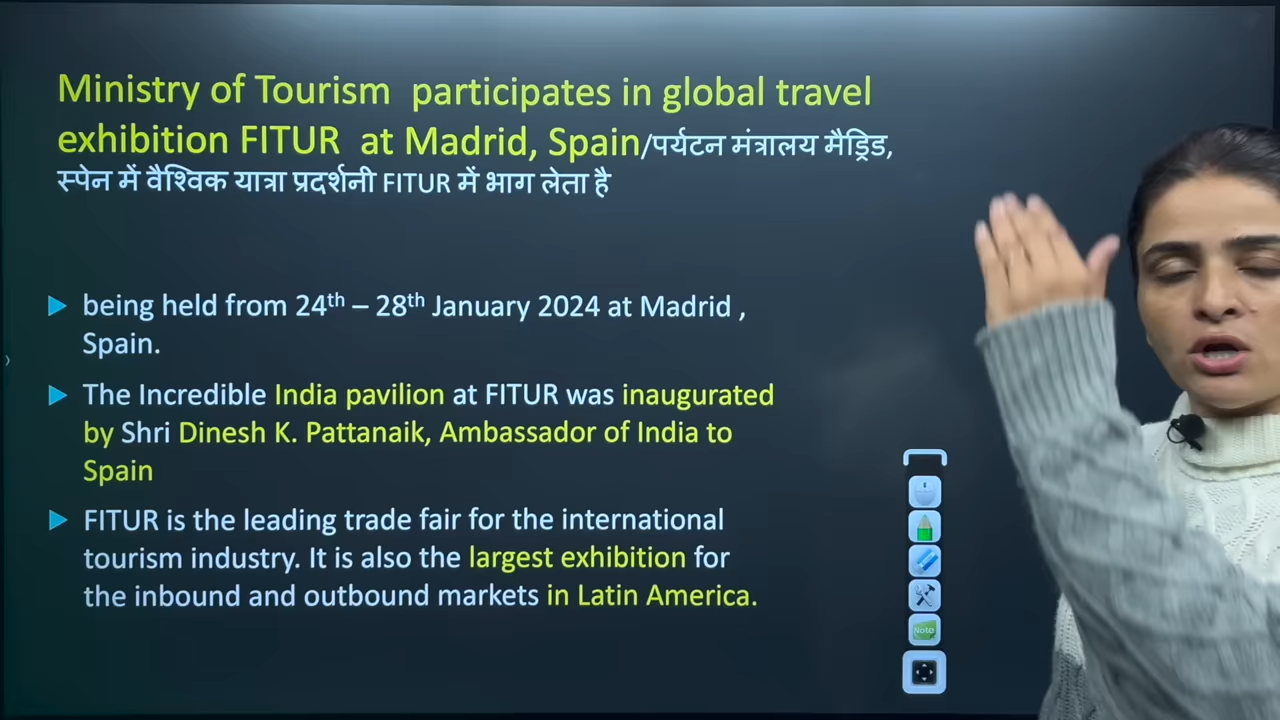 Ministry of Tourism participates in global travel
exhibition FITUR at Madrid, Spain/पर्यटन मंत्रालय मैड्रिड,
स्पेन में वैश्विक यात्रा प्रदर्शनी FITUR में भाग लेता है
being held from 24th – 28th January 2024 at Madrid ,
Spain.
The Incredible India pavilion at FITUR was inaugurated
by Shri Dinesh K. Pattanaik, Ambassador of India to
Spain
FITUR is the leading trade fair for the international
tourism industry. It is also the largest exhibition for
the inbound and outbound markets in Latin America.
Note